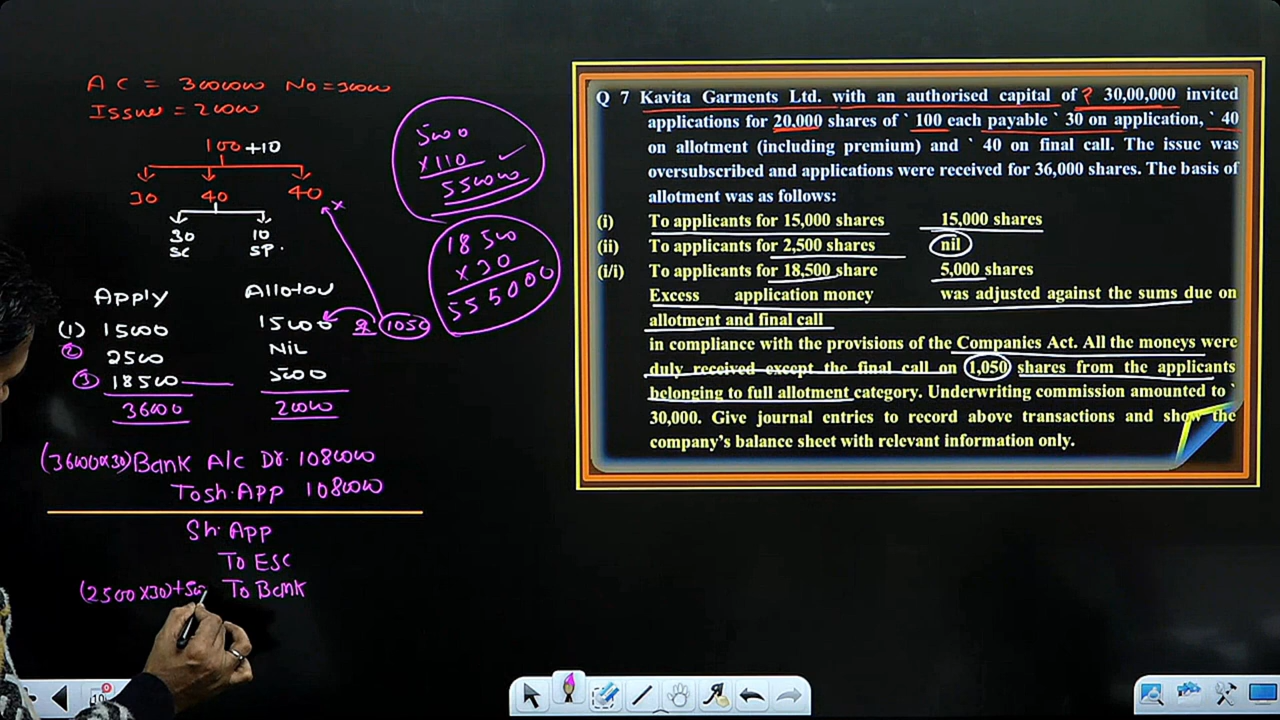 AC = 3000000 No = 30000
Issue = 20000
100 +10
30 40 40 x
30 10
SC SP.
5000
x110 ✓
550000
18500
x 30
555000
Apply Allotou
(1) 15000 15000 1050
(2) 2500 Nil
(3) 18500 5000
36000 20000
(36000x30) Bank A/c Dr. 1080000
To sh. App 1080000
Sh. App
To ESC
(2500x30)+500 To Bank
Q 7 Kavita Garments Ltd. with an authorised capital of ? 30,00,000 invited
applications for 20,000 shares of ` 100 each payable ` 30 on application, ` 40
on allotment (including premium) and ` 40 on final call. The issue was
oversubscribed and applications were received for 36,000 shares. The basis of
allotment was as follows:
(i) To applicants for 15,000 shares 15,000 shares
(ii) To applicants for 2,500 shares nil
(i/i) To applicants for 18,500 share 5,000 shares
Excess application money was adjusted against the sums due on
allotment and final call
in compliance with the provisions of the Companies Act. All the moneys were
duly received except the final call on 1,050 shares from the applicants
belonging to full allotment category. Underwriting commission amounted to `
30,000. Give journal entries to record above transactions and show the
company's balance sheet with relevant information only.